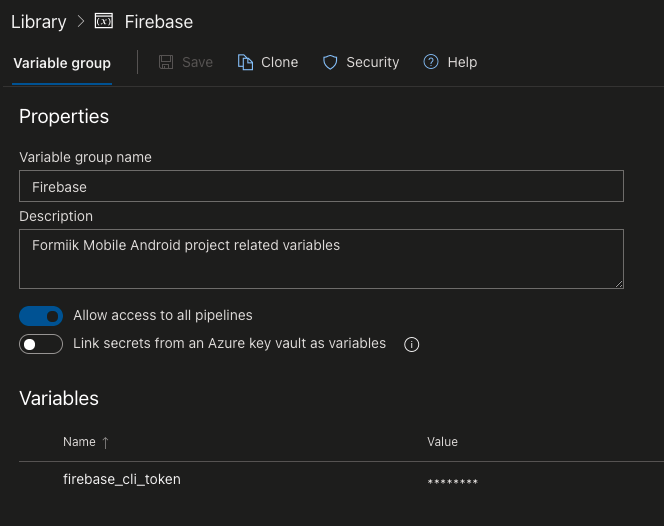 Library > (x) Firebase
Variable group Save Clone Security ? Help
Properties
Variable group name
Firebase
Description
Formiik Mobile Android project related variables
Allow access to all pipelines
Link secrets from an Azure key vault as variables i
Variables
Name ↑ Value
firebase_cli_token ********